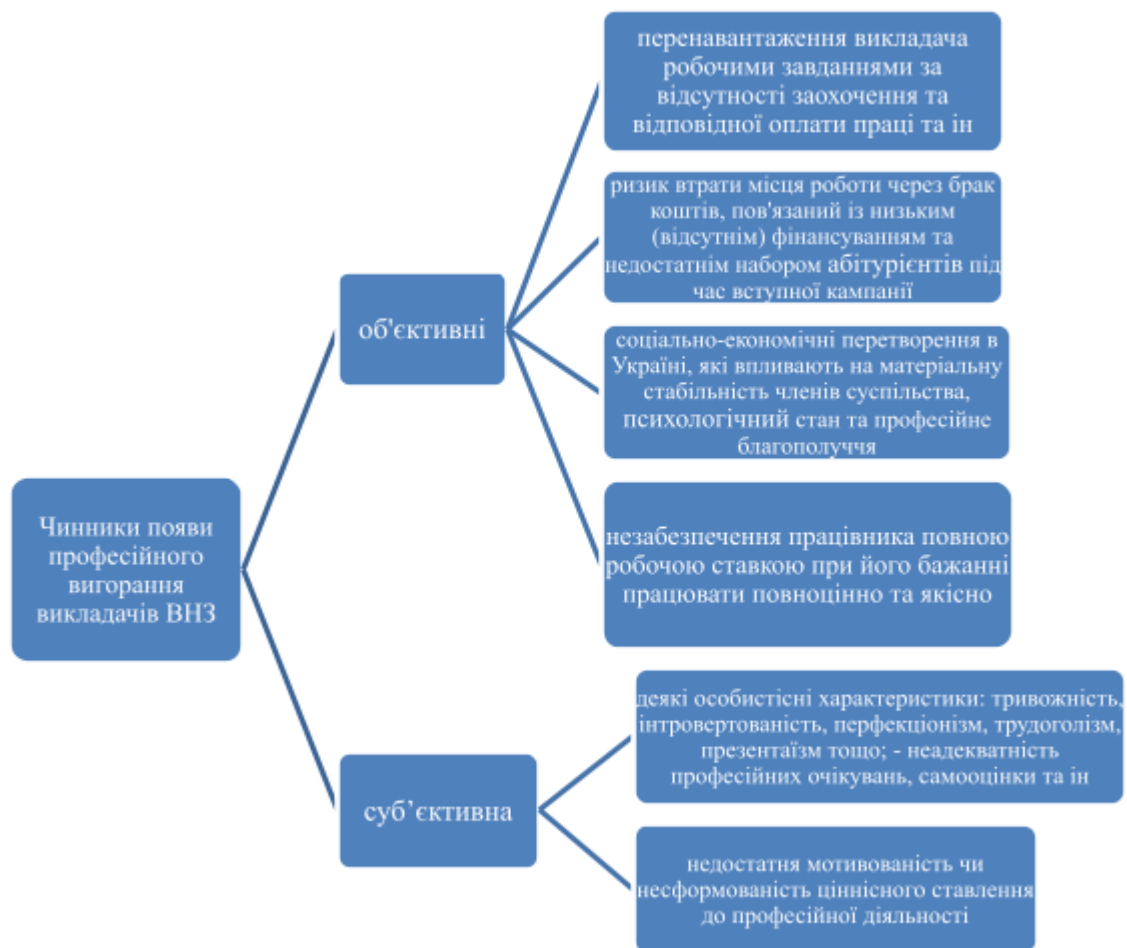 Чинники появи
професійного
вигорання
викладачів ВНЗ
об'єктивні
перенавантаження викладача
робочими завданнями за
відсутності заохочення та
відповідної оплати праці та ін
ризик втрати місця роботи через брак
коштів, пов'язаний із низьким
(відсутнім) фінансуванням та
недостатнім набором абітурієнтів під
час вступної кампанії
соціально-економічні перетворення в
Україні, які впливають на матеріальну
стабільність членів суспільства,
психологічний стан та професійне
благополуччя
незабезпечення працівника повною
робочою ставкою при його бажанні
працювати повноцінно та якісно
суб’єктивна
деякі особистісні характеристики: тривожність,
інтровертованість, перфекціонізм, трудоголізм,
презентаїзм тощо; - неадекватність
професійних очікувань, самооцінки та ін
недостатня мотивованість чи
несформованість ціннісного ставлення
до професійної діяльності